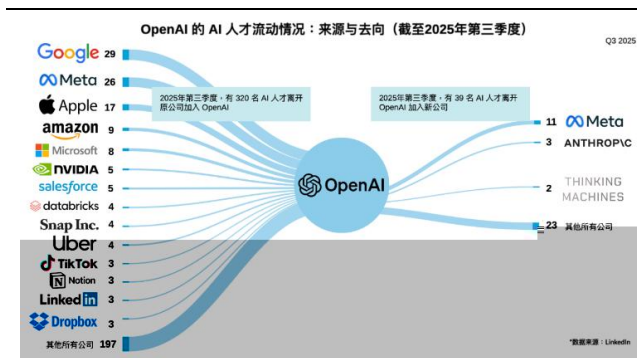 OpenAI 的 AI 人才流动情况：来源与去向（截至2025年第三季度）
Q3 2025
Google 29
Meta 26
Apple 17
amazon 9
Microsoft 8
NVIDIA 5
salesforce 5
databricks 4
Snap Inc. 4
Uber 4
TikTok 3
Notion 3
LinkedIn 3
Dropbox 3
其他所有公司 197
2025年第三季度，有 320 名 AI 人才离开
原公司加入 OpenAI
OpenAI
2025年第三季度，有 39 名 AI 人才离开
OpenAI 加入新公司
11 Meta
3 ANTHROP\C
2 THINKING
MACHINES
23 其他所有公司
*数据来源：LinkedIn